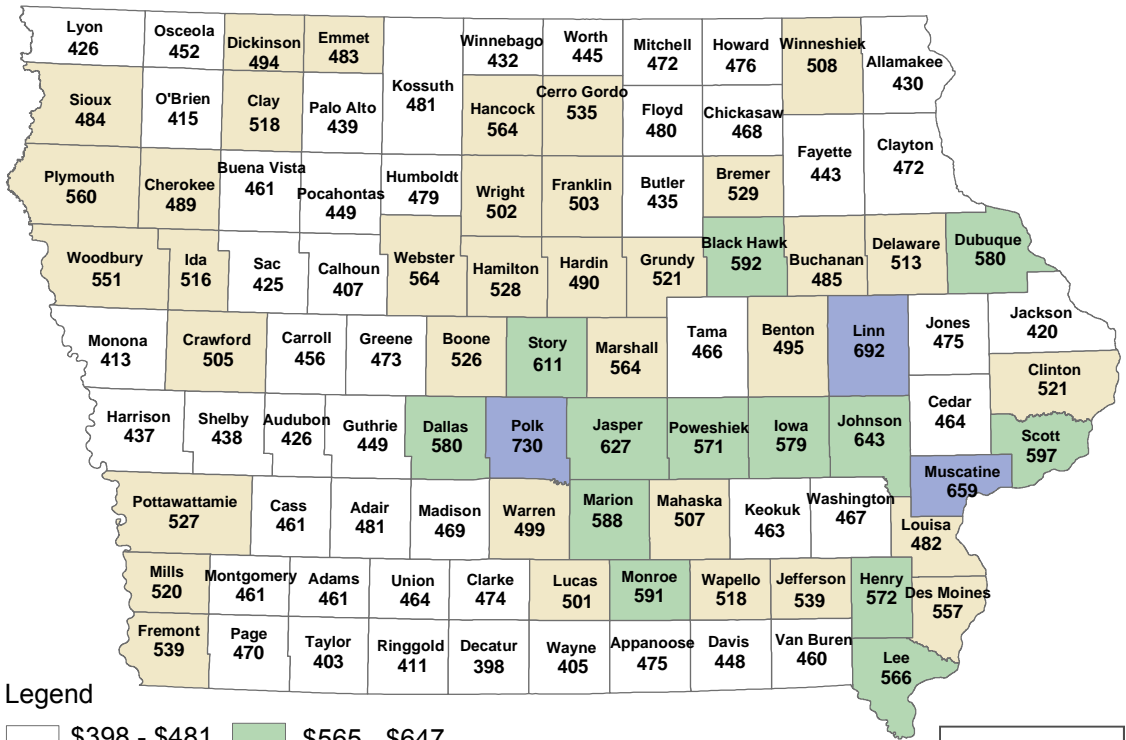 Lyon
426
Osceola
452
Dickinson
494
Emmet
483
Kossuth
481
Winnebago
432
Worth
445
Mitchell
472
Howard
476
Winneshiek
508
Allamakee
430
Sioux
484
O'Brien
415
Clay
518
Palo Alto
439
Hancock
564
Cerro Gordo
535
Floyd
480
Chickasaw
468
Fayette
443
Clayton
472
Plymouth
560
Cherokee
489
Buena Vista
461
Pocahontas
449
Humboldt
479
Wright
502
Franklin
503
Butler
435
Bremer
529
Woodbury
551
Ida
516
Sac
425
Calhoun
407
Webster
564
Hamilton
528
Hardin
490
Grundy
521
Black Hawk
592
Buchanan
485
Delaware
513
Dubuque
580
Monona
413
Crawford
505
Carroll
456
Greene
473
Boone
526
Story
611
Marshall
564
Tama
466
Benton
495
Linn
692
Jones
475
Jackson
420
Clinton
521
Harrison
437
Shelby
438
Audubon
426
Guthrie
449
Dallas
580
Polk
730
Jasper
627
Poweshiek
571
Iowa
579
Johnson
643
Cedar
464
Scott
597
Muscatine
659
Pottawattamie
527
Cass
461
Adair
481
Madison
469
Warren
499
Marion
588
Mahaska
507
Keokuk
463
Washington
467
Louisa
482
Mills
520
Montgomery
461
Adams
461
Union
464
Clarke
474
Lucas
501
Monroe
591
Wapello
518
Jefferson
539
Henry
572
Des Moines
557
Fremont
539
Page
470
Taylor
403
Ringgold
411
Decatur
398
Wayne
405
Appanoose
475
Davis
448
Van Buren
460
Lee
566
Legend
$398 - $481
$565 - $647